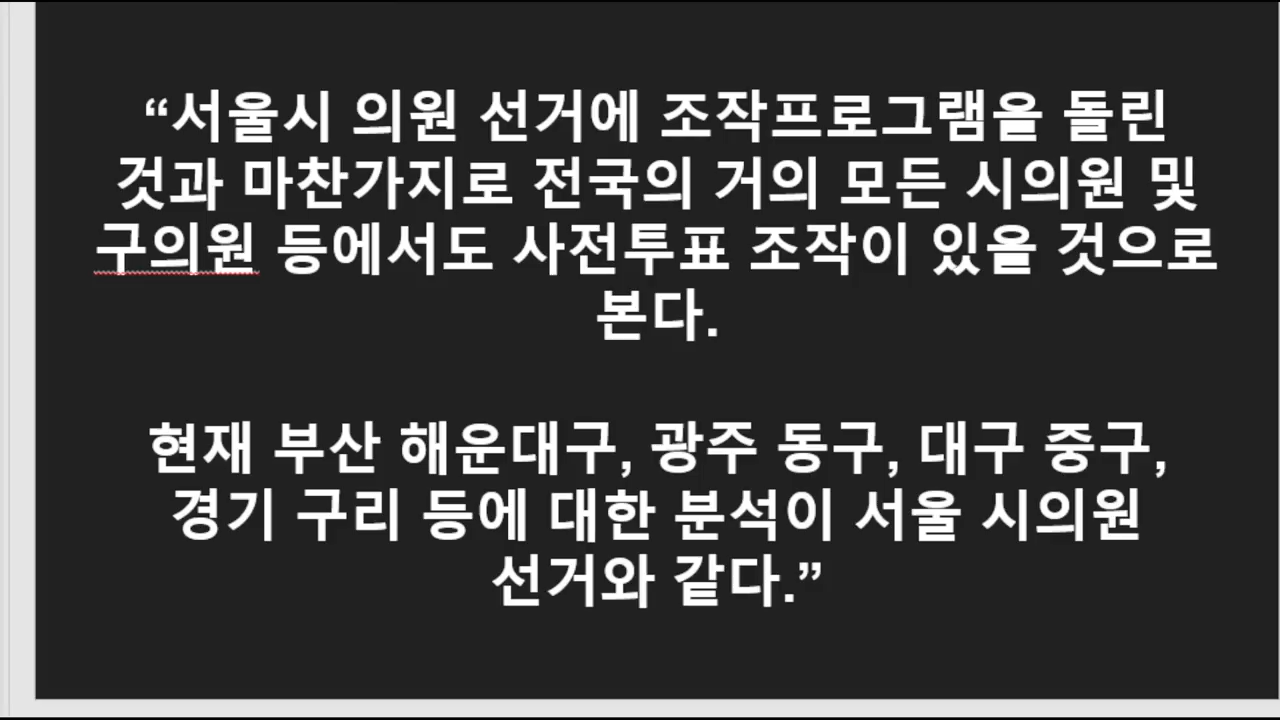 “서울시 의원 선거에 조작프로그램을 돌린
것과 마찬가지로 전국의 거의 모든 시의원 및
구의원 등에서도 사전투표 조작이 있을 것으로
본다.
현재 부산 해운대구, 광주 동구, 대구 중구,
경기 구리 등에 대한 분석이 서울 시의원
선거와 같다.”